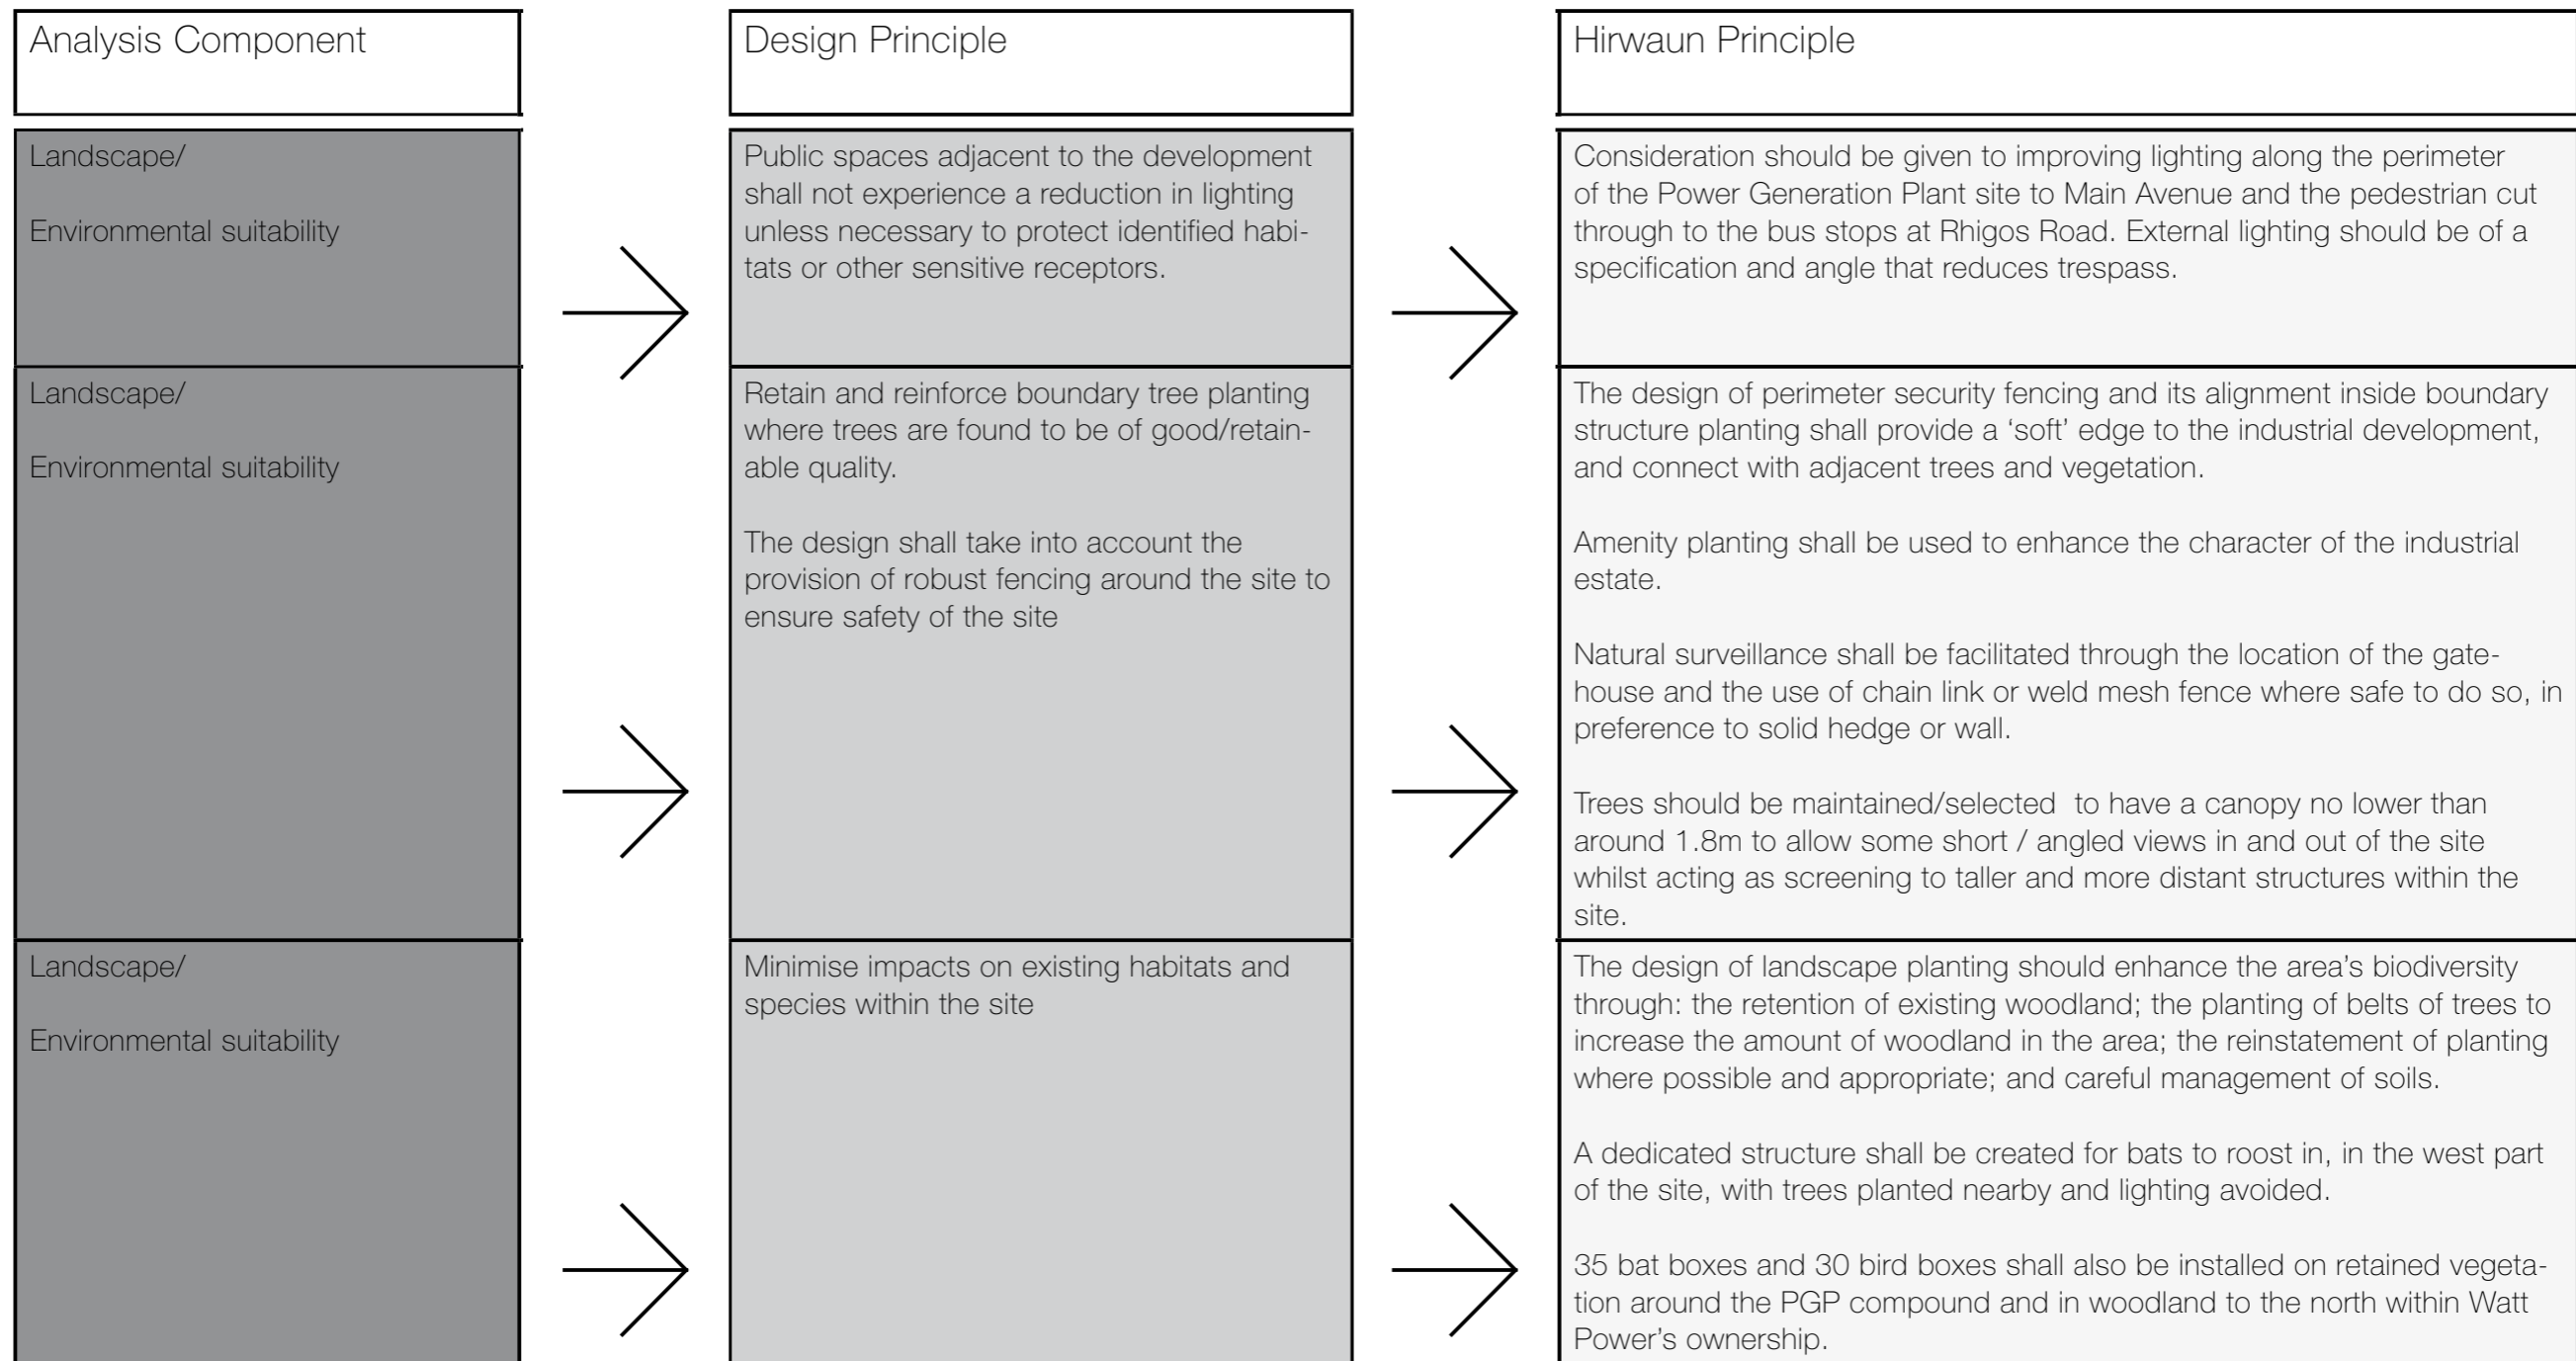 Analysis Component
Design Principle
Hirwaun Principle
Landscape/
Environmental suitability
Public spaces adjacent to the development
shall not experience a reduction in lighting
unless necessary to protect identified habi-
tats or other sensitive receptors.
Consideration should be given to improving lighting along the perimeter
of the Power Generation Plant site to Main Avenue and the pedestrian cut
through to the bus stops at Rhigos Road. External lighting should be of a
specification and angle that reduces trespass.
Landscape/
Environmental suitability
Retain and reinforce boundary tree planting
where trees are found to be of good/retain-
able quality.
The design shall take into account the
provision of robust fencing around the site to
ensure safety of the site
The design of perimeter security fencing and its alignment inside boundary
structure planting shall provide a ‘soft’ edge to the industrial development,
and connect with adjacent trees and vegetation.
Amenity planting shall be used to enhance the character of the industrial
estate.
Natural surveillance shall be facilitated through the location of the gate-
house and the use of chain link or weld mesh fence where safe to do so, in
preference to solid hedge or wall.
Trees should be maintained/selected  to have a canopy no lower than
around 1.8m to allow some short / angled views in and out of the site
whilst acting as screening to taller and more distant structures within the
site.
Landscape/
Environmental suitability
Minimise impacts on existing habitats and
species within the site
The design of landscape planting should enhance the area’s biodiversity
through: the retention of existing woodland; the planting of belts of trees to
increase the amount of woodland in the area; the reinstatement of planting
where possible and appropriate; and careful management of soils.
A dedicated structure shall be created for bats to roost in, in the west part
of the site, with trees planted nearby and lighting avoided.
35 bat boxes and 30 bird boxes shall also be installed on retained vegeta-
tion around the PGP compound and in woodland to the north within Watt
Power’s ownership.